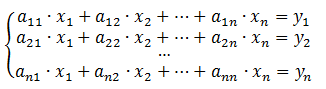 a₁₁ · x₁ + a₁₂ · x₂ + ⋯ + a₁ₙ · xₙ = y₁
a₂₁ · x₁ + a₂₂ · x₂ + ⋯ + a₂ₙ · xₙ = y₂
...
aₙ₁ · x₁ + aₙ₂ · x₂ + ⋯ + aₙₙ · xₙ = yₙ